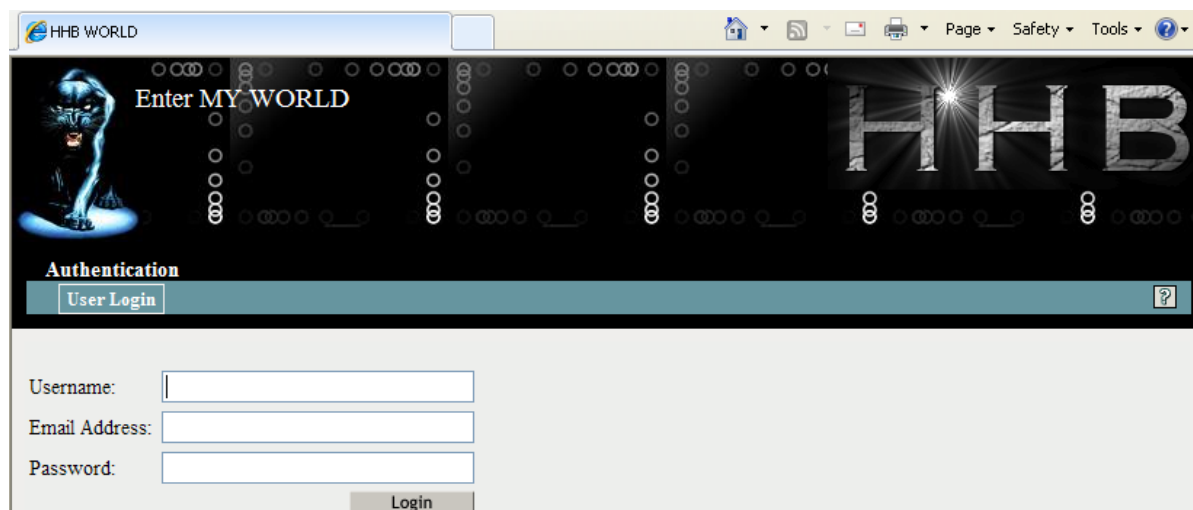 HHB WORLD
Page Safety Tools
Enter MY WORLD
HHB
Authentication
User Login
?
Username:
Email Address:
Password:
Login